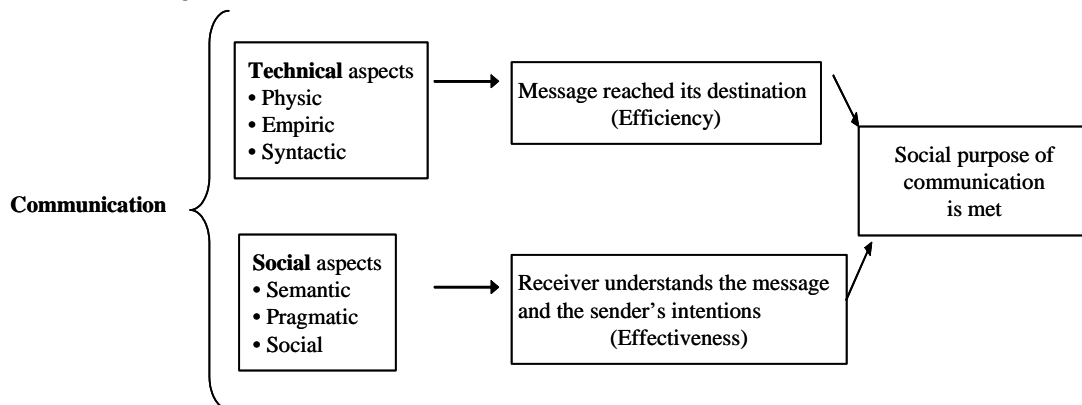 Communication
Technical aspects
• Physic
• Empiric
• Syntactic
Message reached its destination
(Efficiency)
Social aspects
• Semantic
• Pragmatic
• Social
Receiver understands the message
and the sender’s intentions
(Effectiveness)
Social purpose of
communication
is met